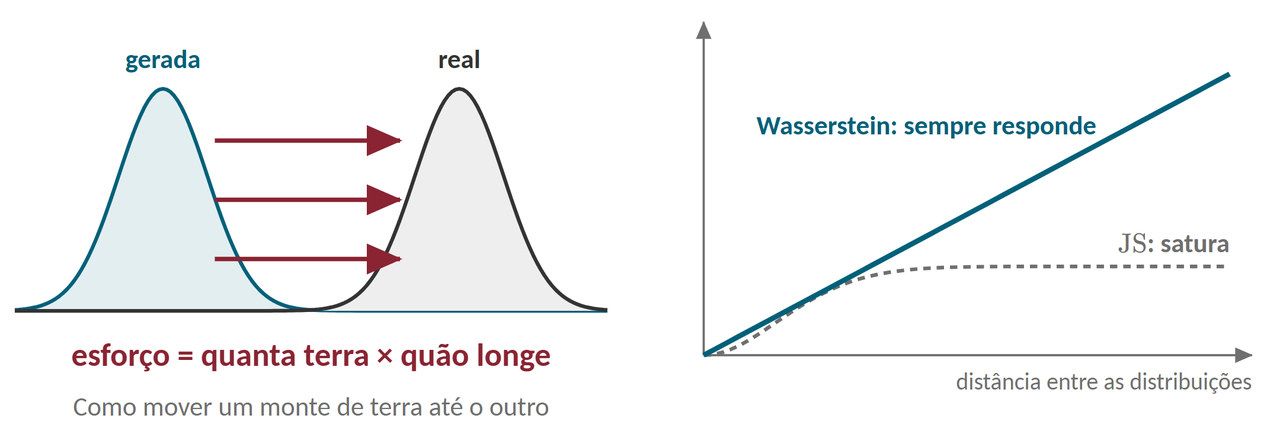 gerada
real
esforço = quanta terra × quão longe
Como mover um monte de terra até o outro
Wasserstein: sempre responde
JS: satura
distância entre as distribuições